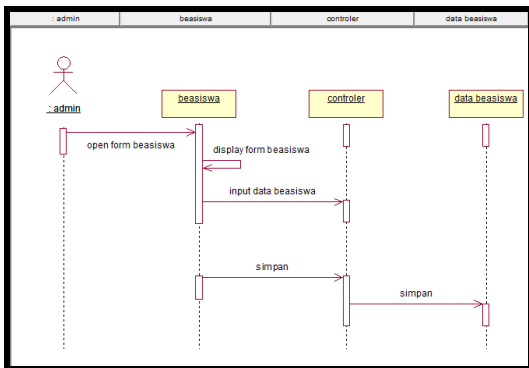 : admin
beasiswa
controler
data beasiswa
: admin
beasiswa
controler
data beasiswa
open form beasiswa
display form beasiswa
input data beasiswa
simpan
simpan